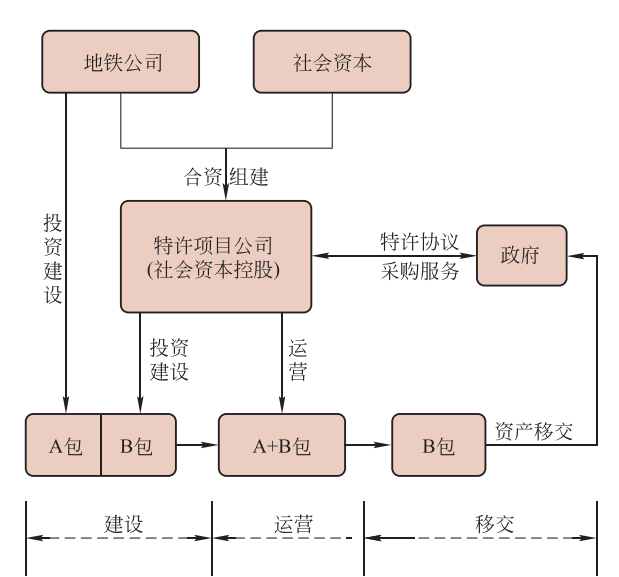 地铁公司
社会资本
合资组建
投资建设
特许项目公司
(社会资本控股)
特许协议
采购服务
政府
投资
建设
运营
A包
B包
A+B包
B包
资产移交
建设
运营
移交